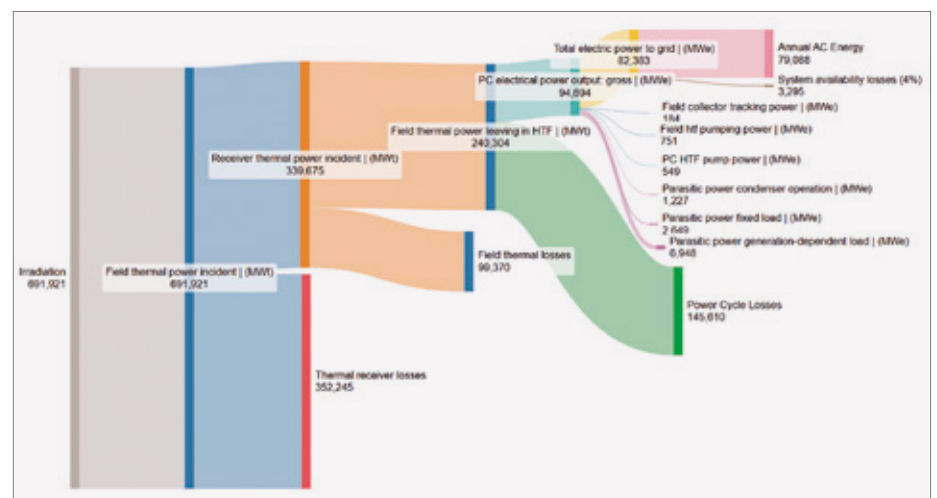 Total electric power to grid | (MWe)
82,383
Annual AC Energy
79,088
System availability losses (4%)
3,295
PC electrical power output: gross | (MWe)
94,694
Field collector tracking power | (MWe)
184
Field htf pumping power | (MWe)
751
Field thermal power leaving in HTF | (MWt)
240,304
PC HTF pump power | (MWe)
549
Receiver thermal power incident | (MWt)
339,675
Parasitic power condenser operation | (MWe)
1,227
Parasitic power fixed load | (MWe)
2,649
Parasitic power generation-dependent load | (MWe)
6,948
Field thermal losses
99,370
Irradiation
691,921
Field thermal power incident | (MWt)
691,921
Power Cycle Losses
145,610
Thermal receiver losses
352,245